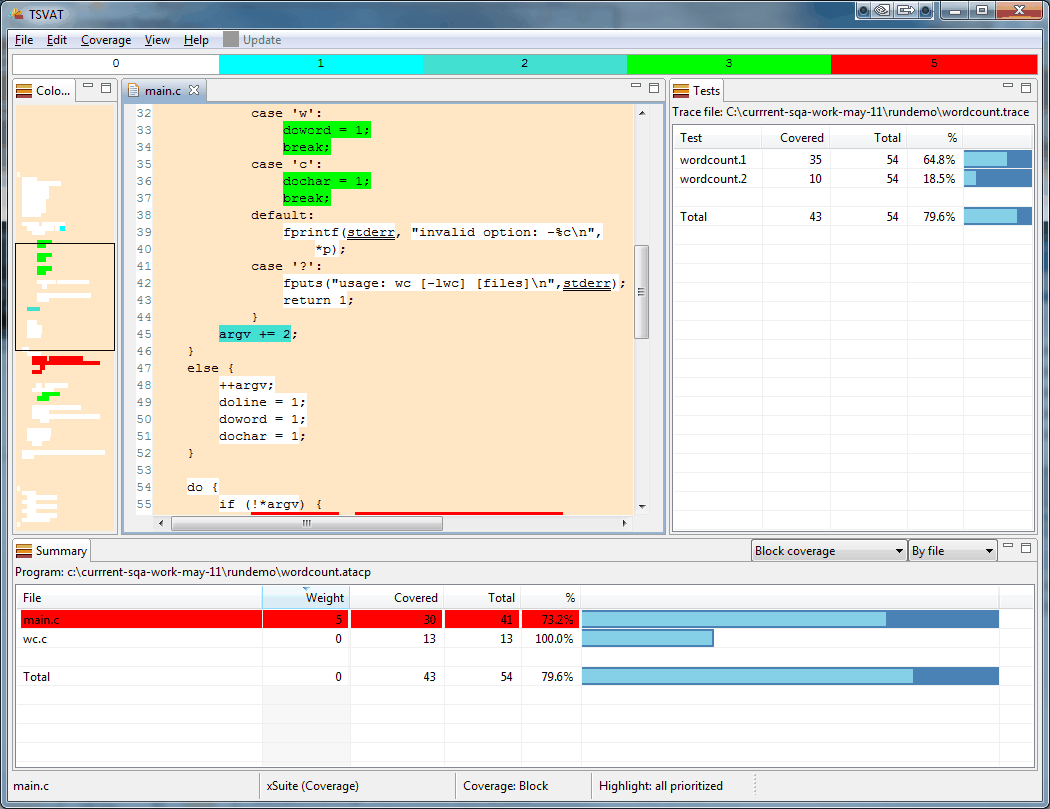 TSVAT
File Edit Coverage View Help Update
0 1 2 3 5
Colo...
main.c
32 case 'w':
33 doword = 1;
34 break;
35 case 'c':
36 dochar = 1;
37 break;
38 default:
39 fprintf(stderr, "invalid option: -%c\n",
40 *p);
41 case '?':
42 fputs("usage: wc [-lwc] [files]\n",stderr);
43 return 1;
44 }
45 argv += 2;
46 }
47 else {
48 ++argv;
49 doline = 1;
50 doword = 1;
51 dochar = 1;
52 }
53
54 do {
55 if (!*argv) {
Tests
Trace file: C:\currrent-sqa-work-may-11\rundemo\wordcount.trace
Test Covered Total %
wordcount.1 35 54 64.8%
wordcount.2 10 54 18.5%
Total 43 54 79.6%
Summary
Block coverage By file
Program: c:\currrent-sqa-work-may-11\rundemo\wordcount.atacp
File Weight Covered Total %
main.c 5 30 41 73.2%
wc.c 0 13 13 100.0%
Total 0 43 54 79.6%
main.c xSuite (Coverage) Coverage: Block Highlight: all prioritized